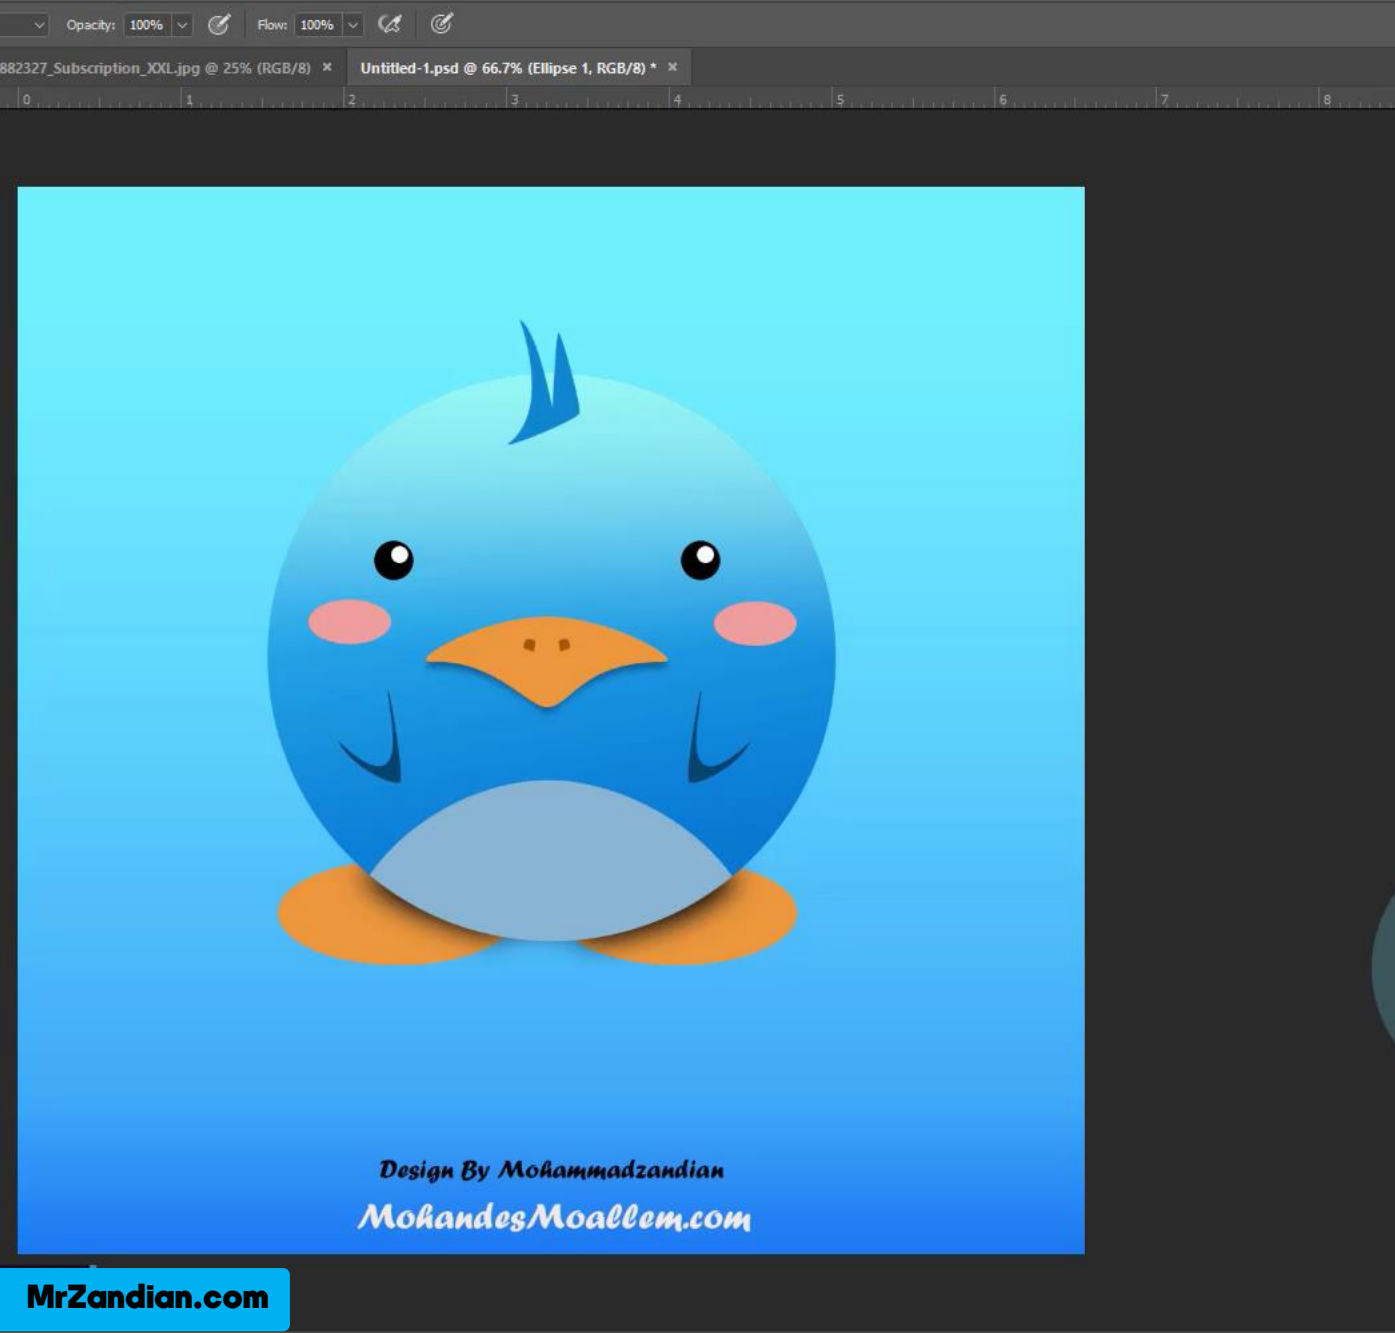 Opacity: 100% Flow: 100%
882327_Subscription_XXL.jpg @ 25% (RGB/8) × Untitled-1.psd @ 66.7% (Ellipse 1, RGB/8) * ×
0 1 2 3 4 5 6 7 8
Design By Mohammadzandian
MohandesMoallem.com
MrZandian.com